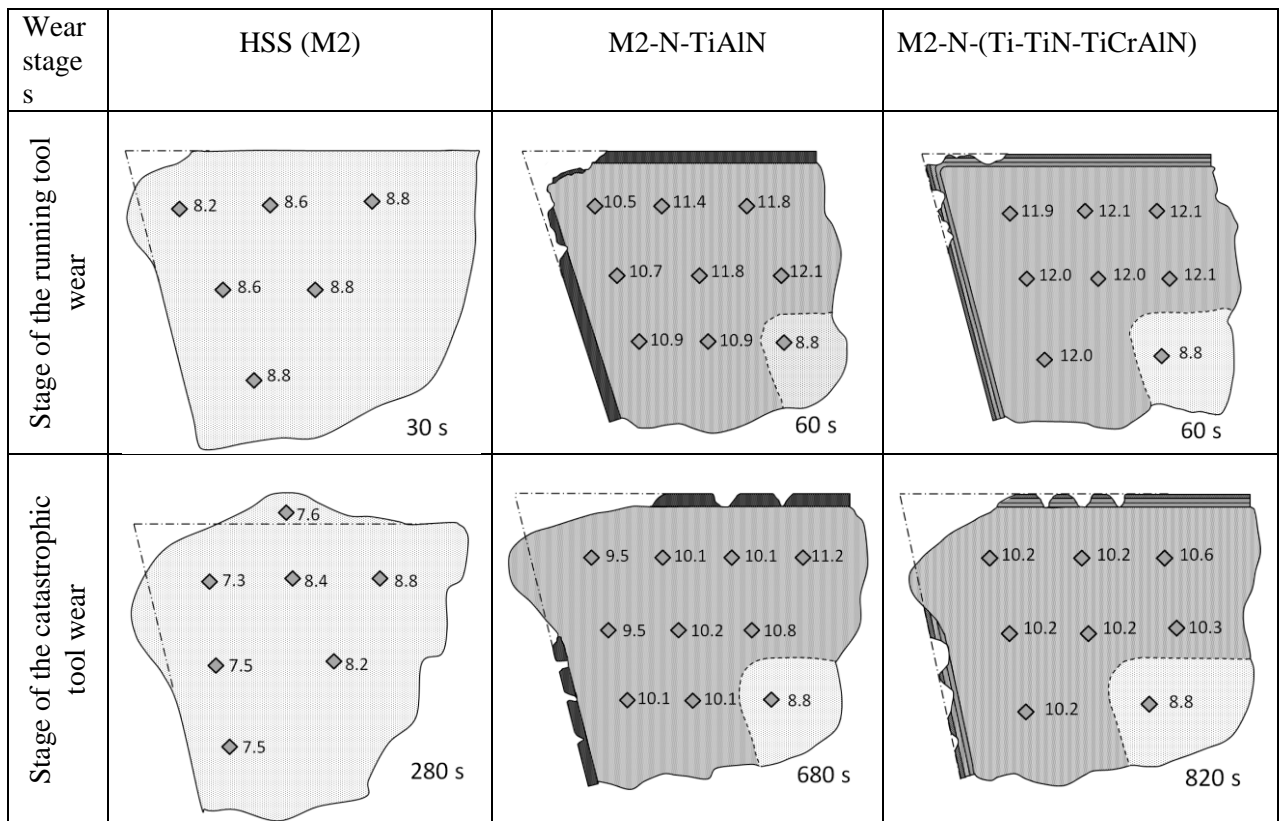 Wear
stage
s
HSS (M2)
M2-N-TiAlN
M2-N-(Ti-TiN-TiCrAlN)
Stage of the running tool
wear
8.2 8.6 8.8
8.6 8.8
8.8
30 s
10.5 11.4 11.8
10.7 11.8 12.1
10.9 10.9 8.8
60 s
11.9 12.1 12.1
12.0 12.0 12.1
12.0 8.8
60 s
Stage of the catastrophic
tool wear
7.6
7.3 8.4 8.8
7.5 8.2
7.5
280 s
9.5 10.1 10.1 11.2
9.5 10.2 10.8
10.1 10.1 8.8
680 s
10.2 10.2 10.6
10.2 10.2 10.3
10.2 8.8
820 s